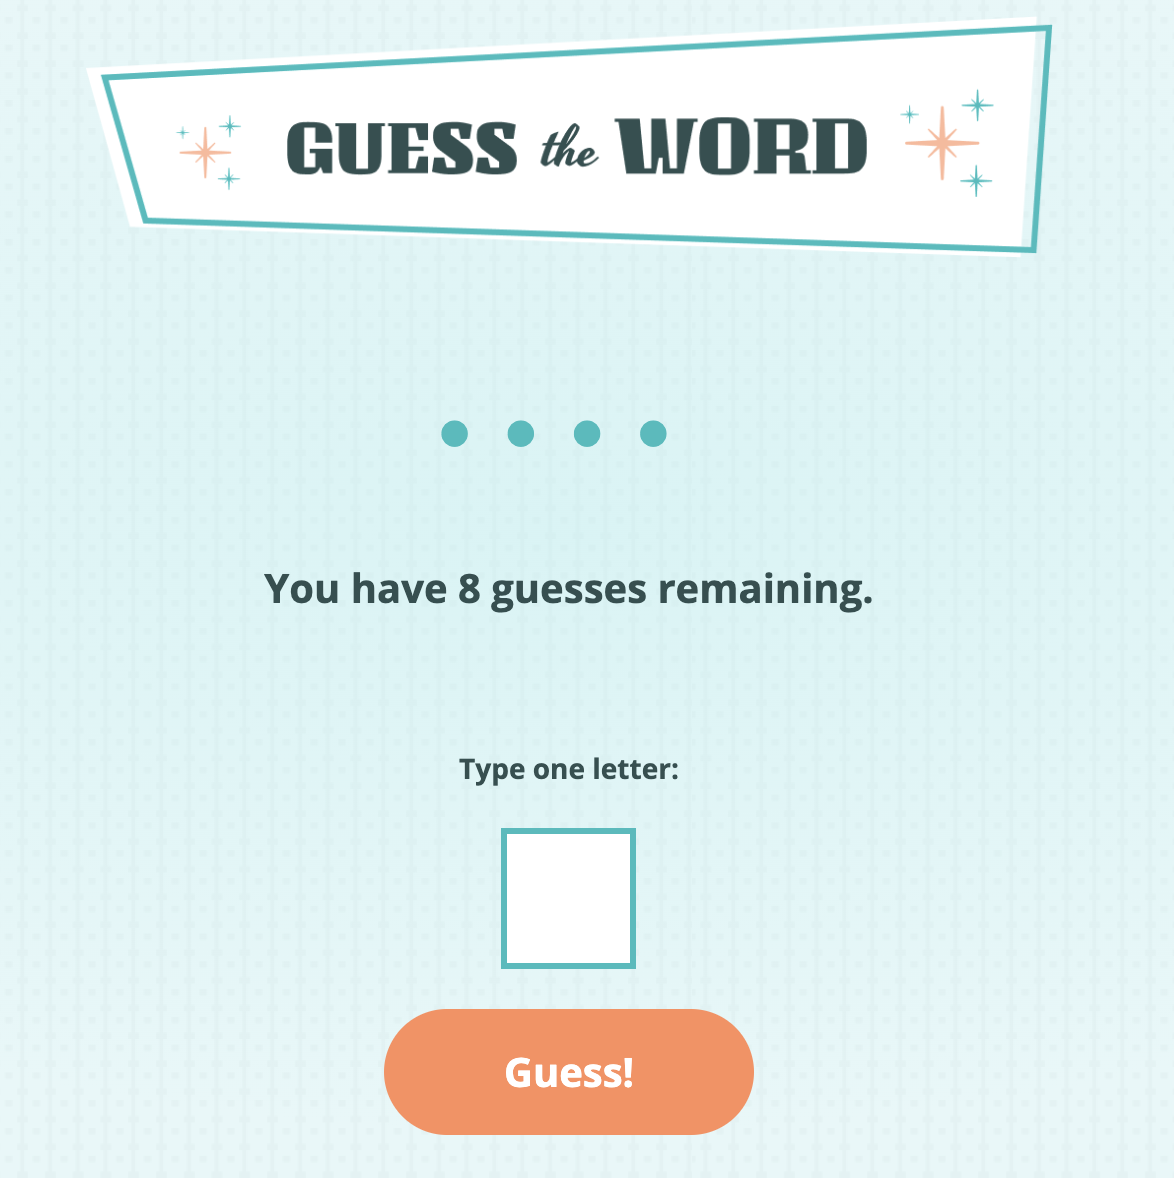 GUESS the WORD
● ● ● ●
You have 8 guesses remaining.
Type one letter:
Guess!